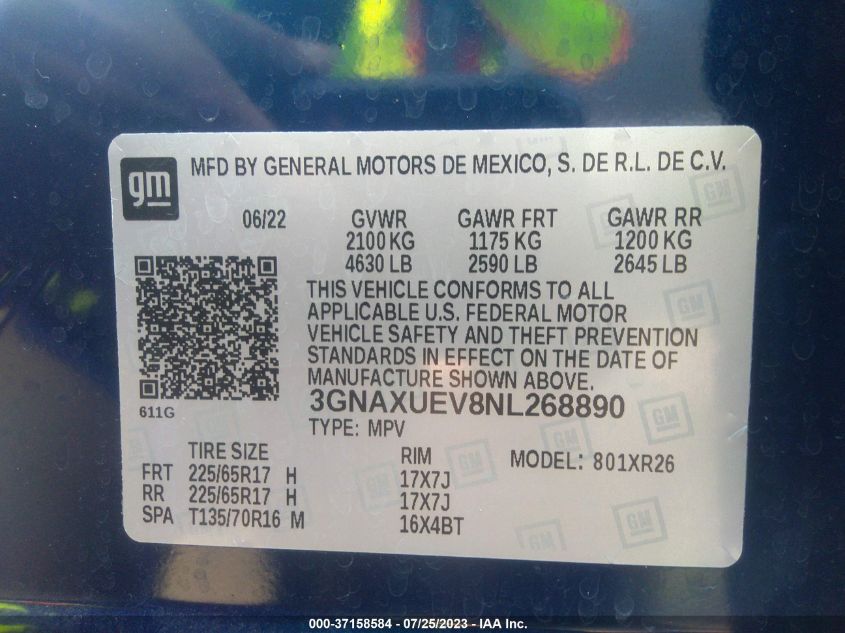 gm
MFD BY GENERAL MOTORS DE MEXICO, S. DE R.L. DE C.V.
06/22 GVWR GAWR FRT GAWR RR
2100 KG 1175 KG 1200 KG
4630 LB 2590 LB 2645 LB
THIS VEHICLE CONFORMS TO ALL
APPLICABLE U.S. FEDERAL MOTOR
VEHICLE SAFETY AND THEFT PREVENTION
STANDARDS IN EFFECT ON THE DATE OF
MANUFACTURE SHOWN ABOVE.
611G
3GNAXUEV8NL268890
TYPE: MPV
TIRE SIZE RIM MODEL: 801XR26
FRT 225/65R17 H 17X7J
RR 225/65R17 H 17X7J
SPA T135/70R16 M 16X4BT
000-37158584 - 07/25/2023 - IAA Inc.